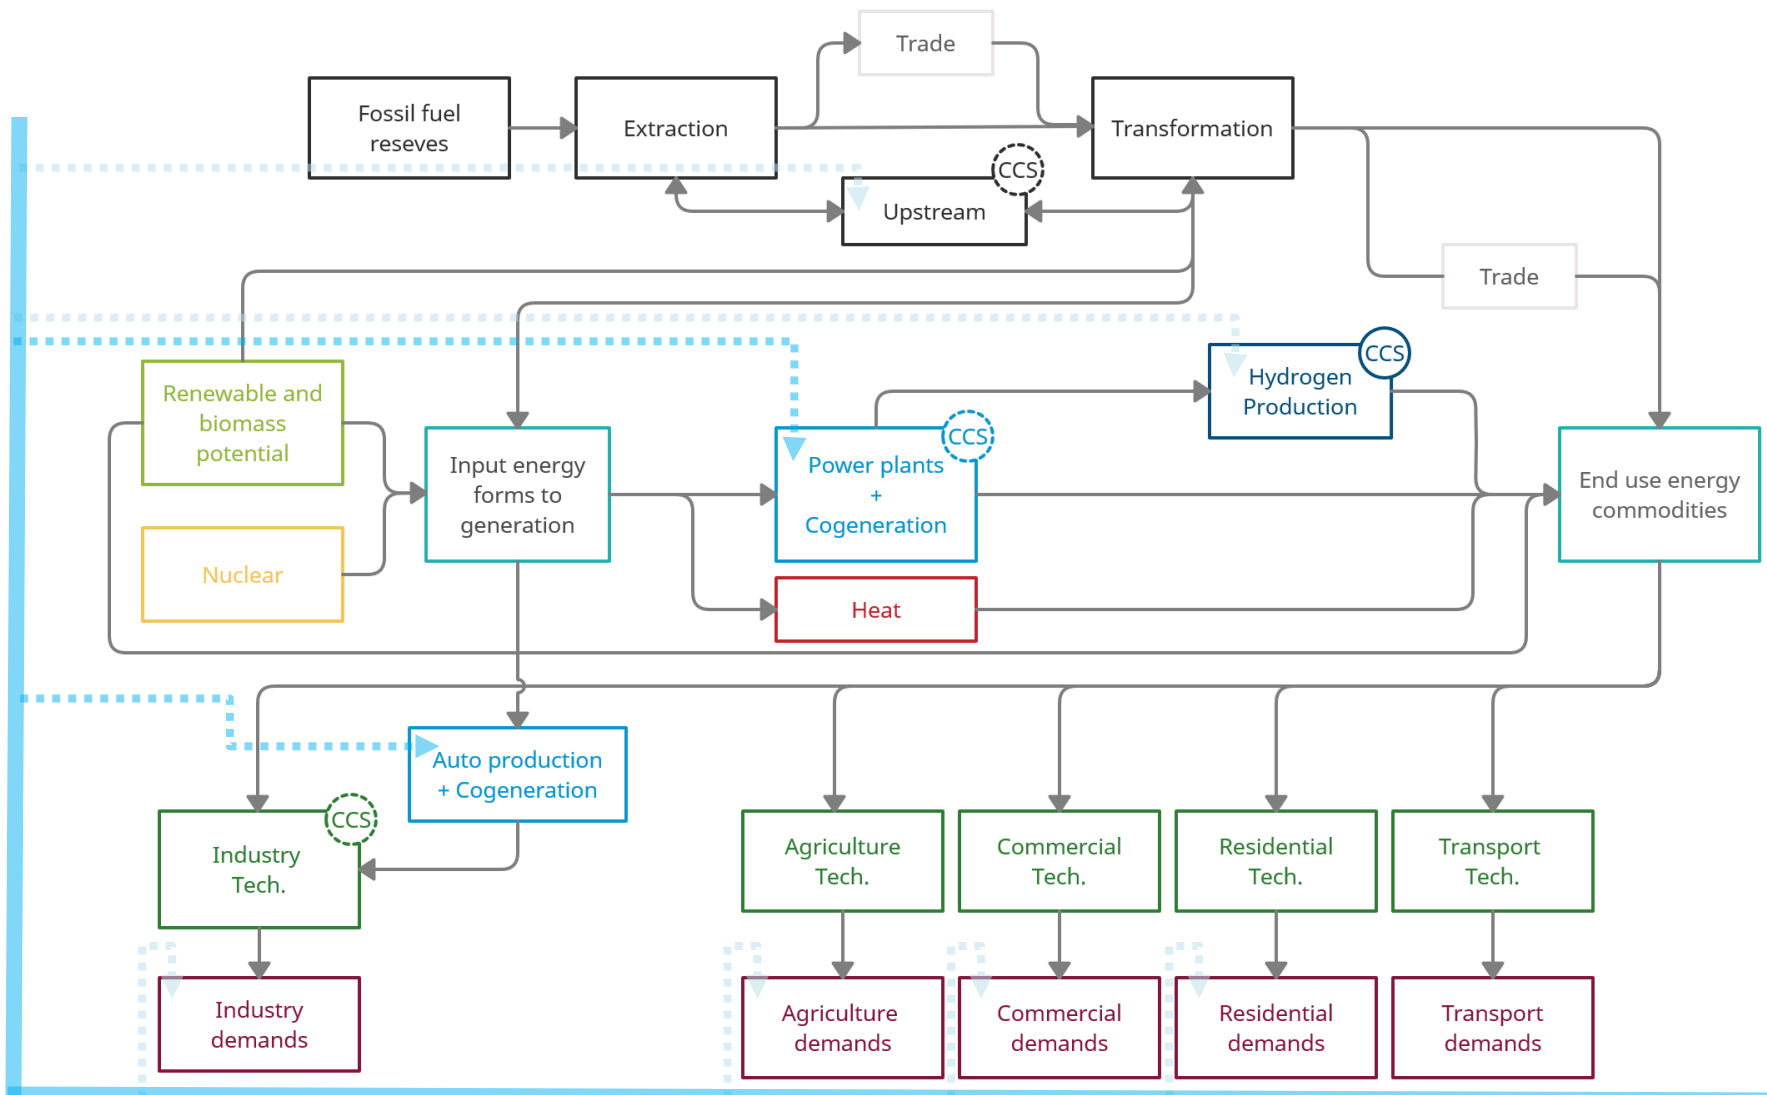 Trade
Fossil fuel
reseves
Extraction
Transformation
CCS
Upstream
Trade
CCS
Hydrogen
Production
Renewable and
biomass
potential
CCS
Input energy
forms to
generation
Power plants
+
Cogeneration
End use energy
commodities
Nuclear
Heat
Auto production
+ Cogeneration
CCS
Industry
Tech.
Agriculture
Tech.
Commercial
Tech.
Residential
Tech.
Transport
Tech.
Industry
demands
Agriculture
demands
Commercial
demands
Residential
demands
Transport
demands